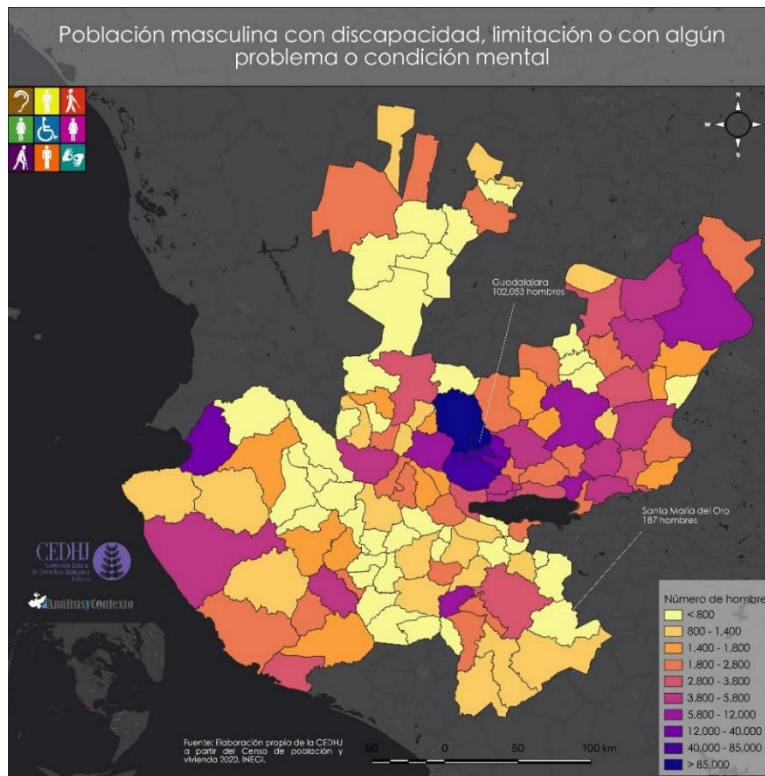 Población masculina con discapacidad, limitación o con algún
problema o condición mental
N
W
E
S
Guadalajara
102,053 hombres
Santa María del Oro
187 hombres
CEDHJ
AnálisisyContexto
Número de hombre
< 800
800 - 1,400
1,400 - 1,800
1,800 - 2,800
2,800 - 3,800
3,800 - 5,800
5,800 - 12,000
12,000 - 40,000
40,000 - 85,000
> 85,000
Fuente: Elaboración propia de la CEDHJ
a partir del Censo de población y
vivienda 2020, INEGI.
50 0 50 100 km